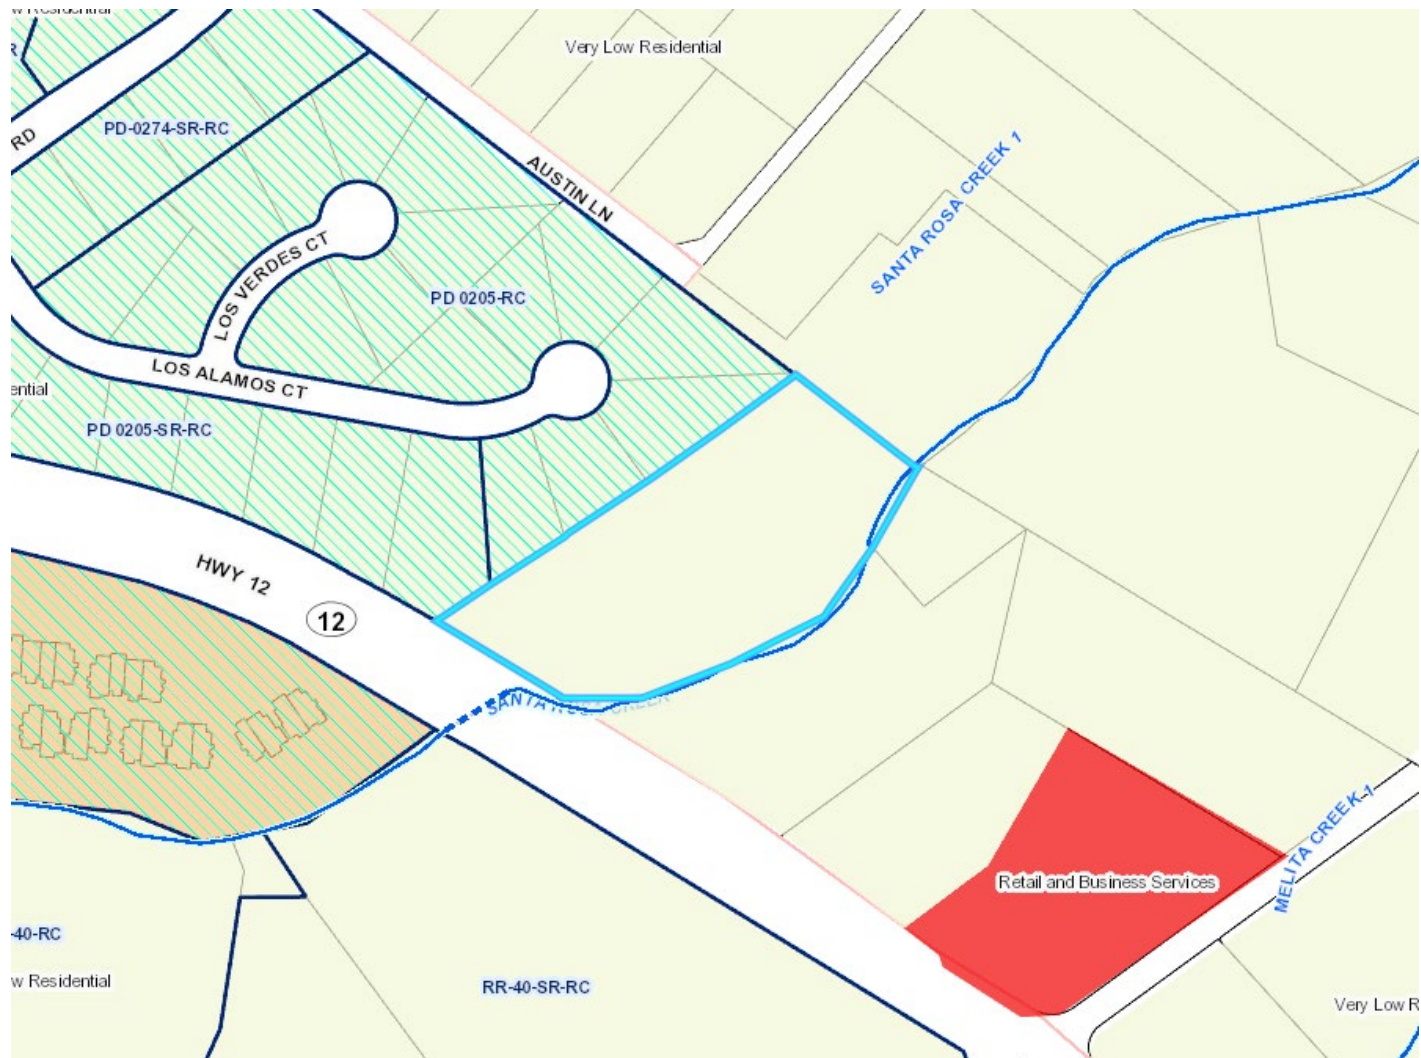 w Residential
Very Low Residential
R
PD-0274-SR-RC
RD
AUSTIN LN
SANTA ROSA CREEK 1
LOS VERDES CT
PD 0205-RC
LOS ALAMOS CT
ential
PD 0205-SR-RC
HWY 12
12
SANTA ROSA CREEK
Retail and Business Services
MELITA CREEK-1
-40-RC
w Residential
RR-40-SR-RC
Very Low R